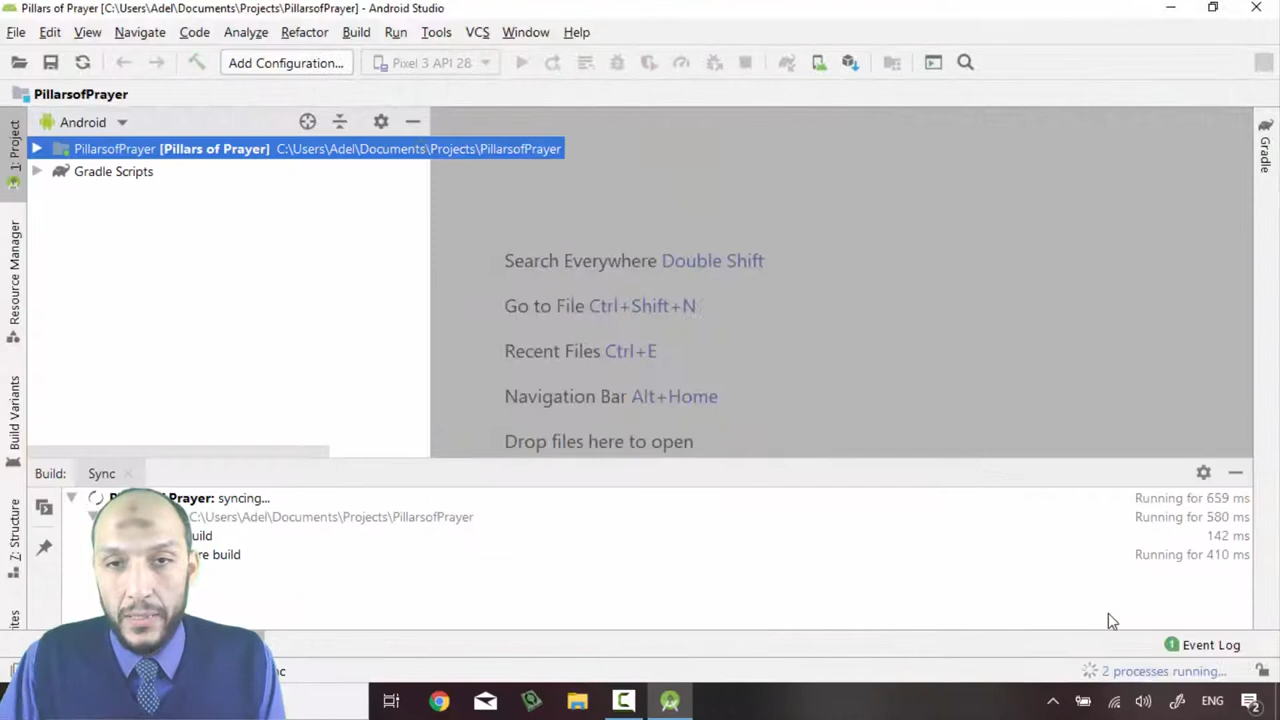 Pillars of Prayer [C:\Users\Adel\Documents\Projects\PillarsofPrayer] - Android Studio
File Edit View Navigate Code Analyze Refactor Build Run Tools VCS Window Help
Add Configuration... Pixel 3 API 28
PillarsofPrayer
1: Project
Android
PillarsofPrayer [Pillars of Prayer] C:\Users\Adel\Documents\Projects\PillarsofPrayer
Gradle Scripts
Gradle
Resource Manager
Search Everywhere Double Shift
Go to File Ctrl+Shift+N
Recent Files Ctrl+E
Navigation Bar Alt+Home
Drop files here to open
Build Variants
Build: Sync
Prayer: syncing... Running for 659 ms
C:\Users\Adel\Documents\Projects\PillarsofPrayer Running for 580 ms
uild 142 ms
re build Running for 410 ms
Z: Structure
ites
1 Event Log
nc 2 processes running...
ENG 2